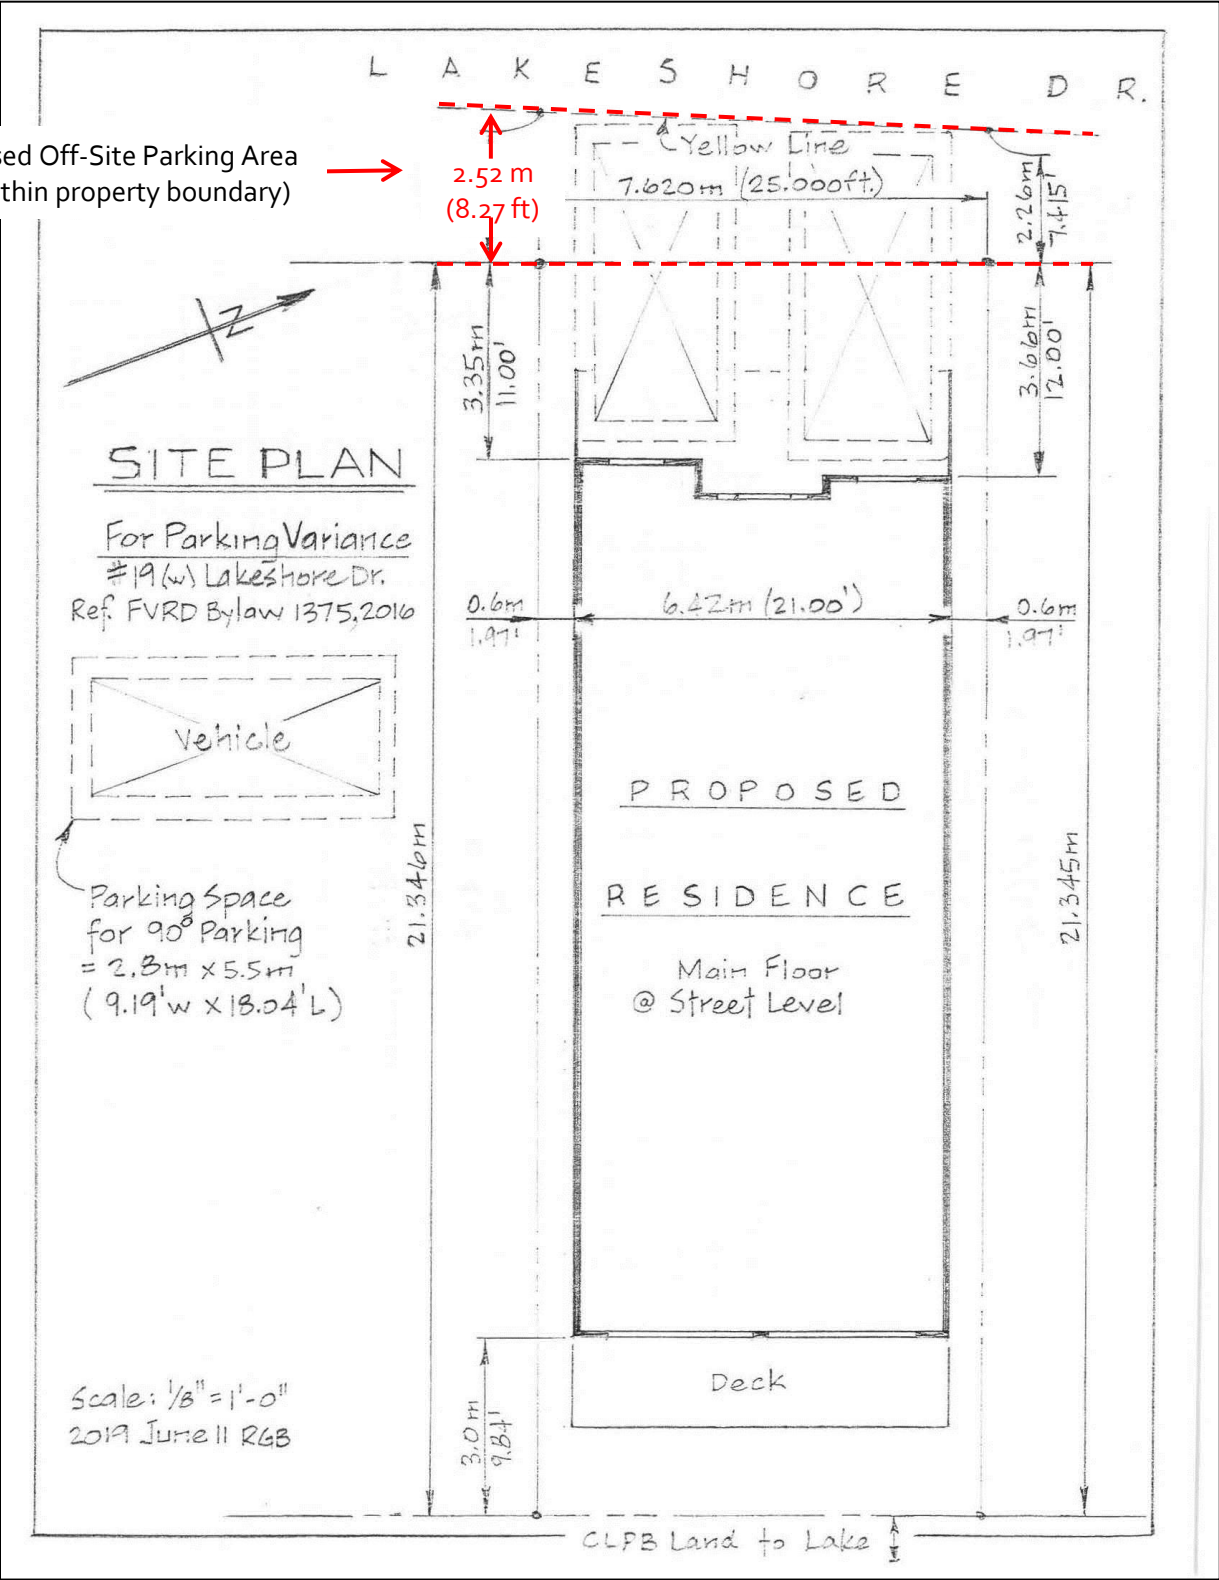 LAKESHORE DR.
sed Off-Site Parking Area
thin property boundary)
2.52 m
(8.27 ft)
Yellow Line
7.620m (25.000ft.)
2.26m
7.415'
N
3.35m
11.00'
3.66m
12.00'
SITE PLAN
For Parking Variance
#19(w) Lakeshore Dr.
Ref. FVRD Bylaw 1375,2016
0.6m
1.97'
6.42m (21.00')
0.6m
1.97'
Vehicle
PROPOSED
RESIDENCE
Main Floor
@ Street Level
21.346m
21.345m
Parking Space
for 90° Parking
= 2.8m x 5.5m
(9.19'w x 18.04'L)
Deck
Scale: 1/8" = 1'-0"
2019 June 11 RGB
3.0m
9.84'
CLPB Land to Lake